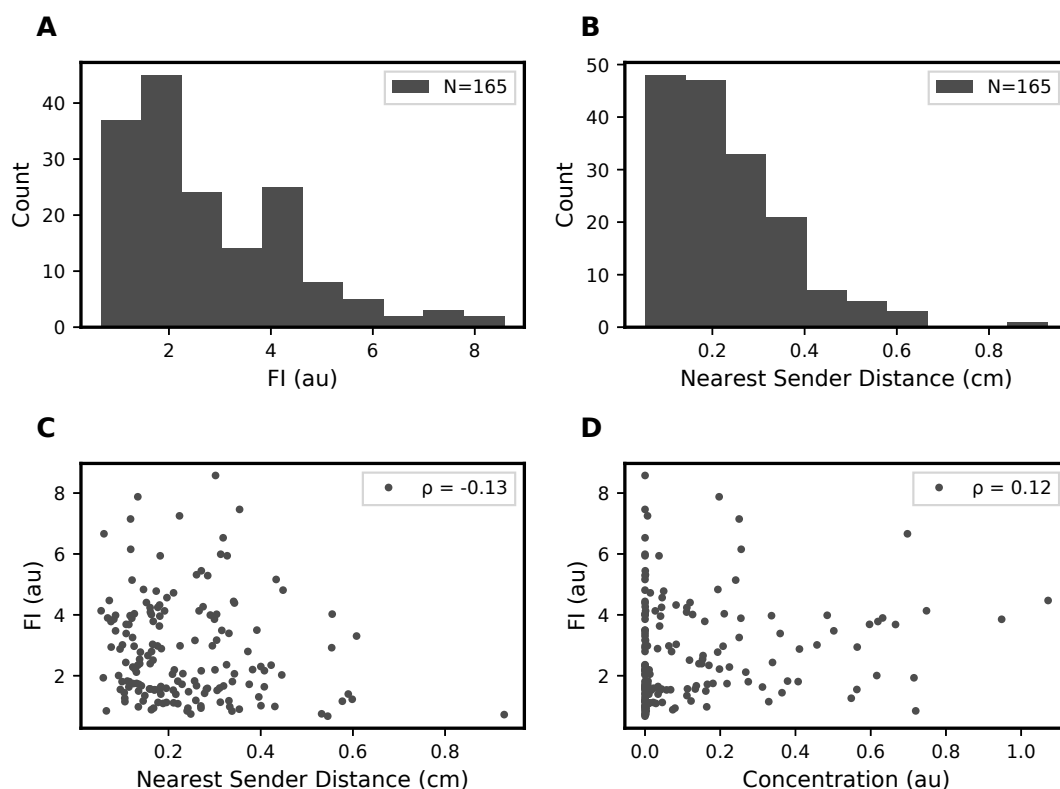 A
N=165
Count
40
30
20
10
0
2 4 6 8
FI (au)
B
N=165
Count
50
40
30
20
10
0
0.2 0.4 0.6 0.8
Nearest Sender Distance (cm)
C
ρ = -0.13
FI (au)
8
6
4
2
0.2 0.4 0.6 0.8
Nearest Sender Distance (cm)
D
ρ = 0.12
FI (au)
8
6
4
2
0.0 0.2 0.4 0.6 0.8 1.0
Concentration (au)